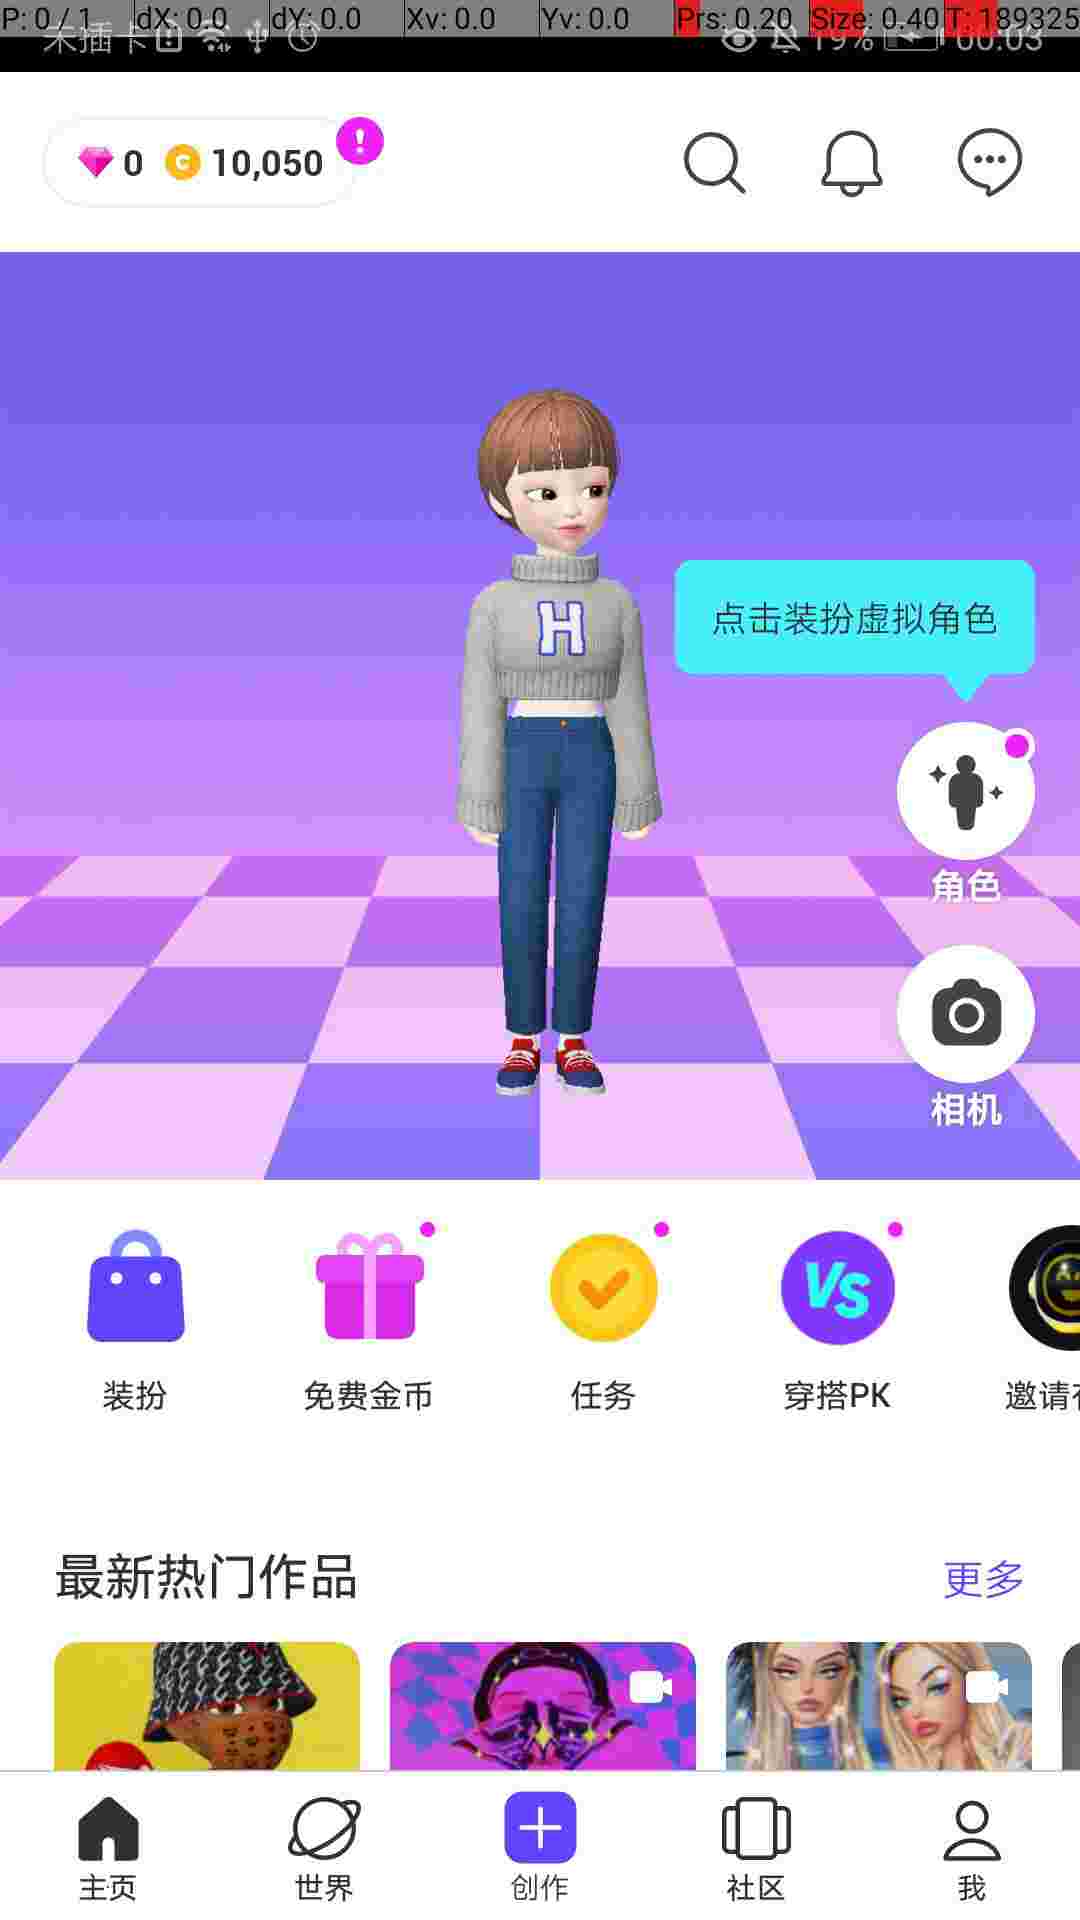 P: 0 / 1 dX: 0.0 dY: 0.0 Xv: 0.0 Yv: 0.0 Prs: 0.20 Size: 0.40 T: 189325
未插卡 19% 00:03
0 10,050
H
点击装扮虚拟角色
角色
相机
VS
装扮 免费金币 任务 穿搭PK 邀请
最新热门作品 更多
主页 世界 创作 社区 我